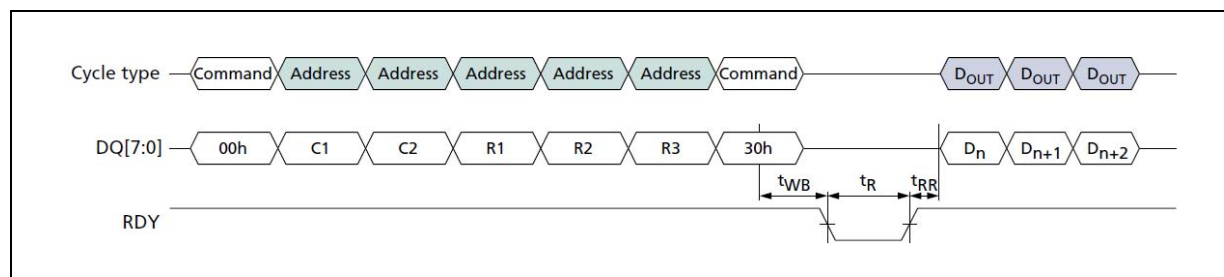 Cycle type Command Address Address Address Address Address Command DOUT DOUT DOUT
DQ[7:0] 00h C1 C2 R1 R2 R3 30h Dn Dn+1 Dn+2
tWB tR tRR
RDY